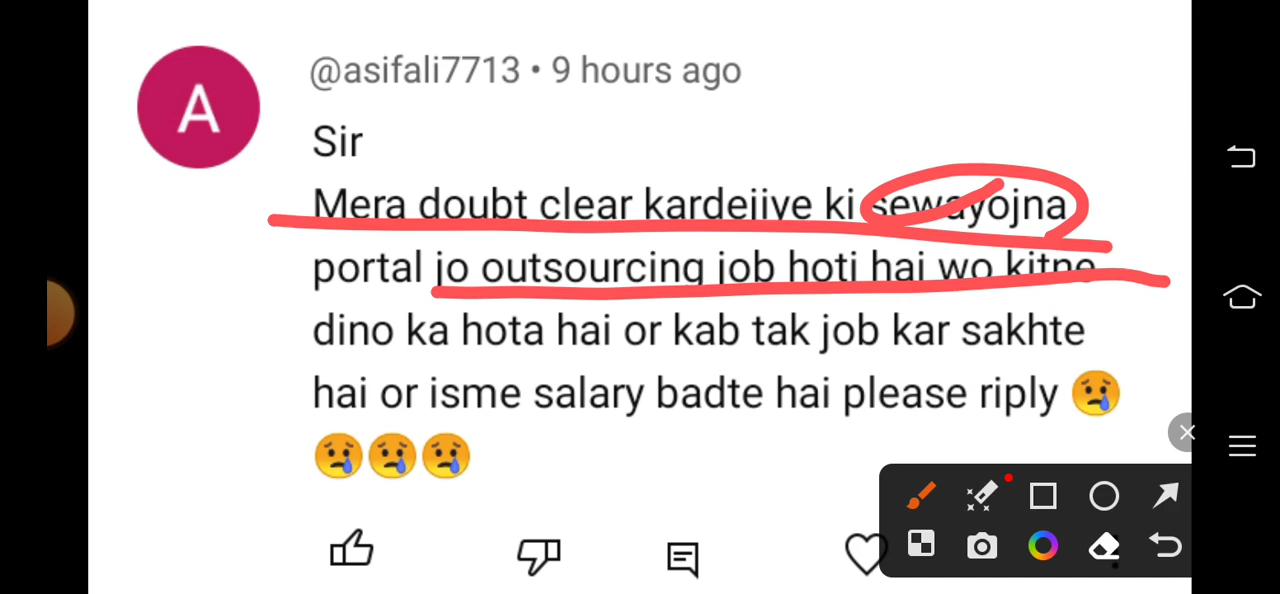 A
@asifali7713 • 9 hours ago
Sir
Mera doubt clear kardejiye ki sewayojna
portal jo outsourcing job hoti hai wo kitne
dino ka hota hai or kab tak job kar sakhte
hai or isme salary badte hai please riply 😢
😢😢😢